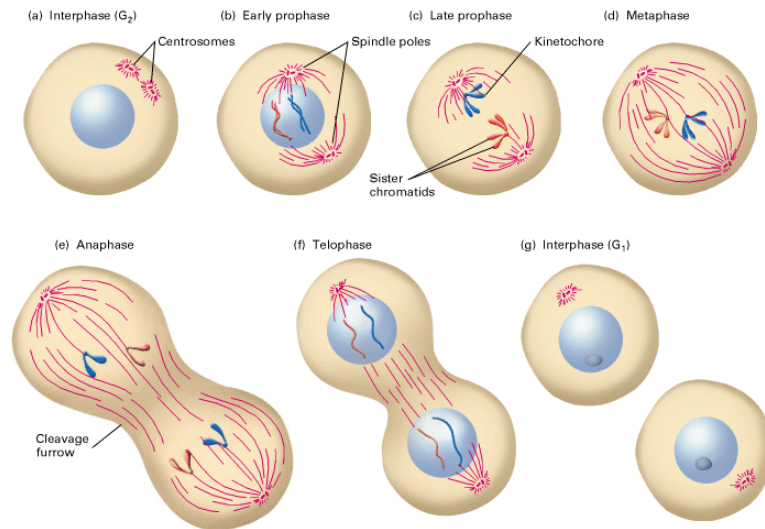 (a) Interphase (G₂)
(b) Early prophase
(c) Late prophase
(d) Metaphase
Centrosomes
Spindle poles
Kinetochore
Sister
chromatids
(e) Anaphase
(f) Telophase
(g) Interphase (G₁)
Cleavage
furrow